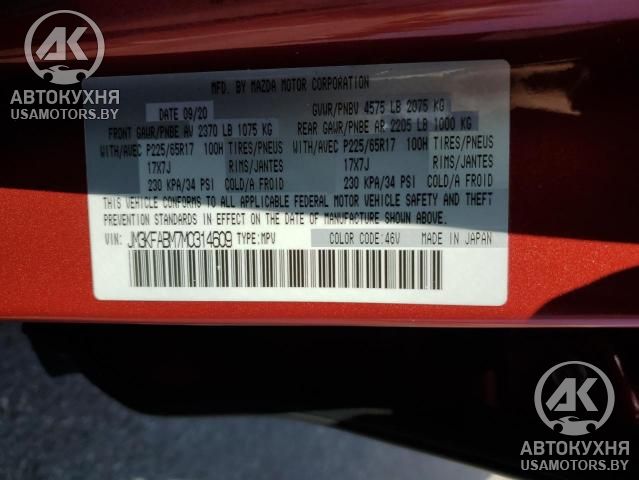 AK
АВТОКУХНЯ
USAMOTORS.BY
MFD. BY MAZDA MOTOR CORPORATION
DATE 09/20 GVWR/PNBV 4575 LB 2075 KG
FRONT GAWR/PNBE AV 2370 LB 1075 KG REAR GAWR/PNBE AR 2205 LB 1000 KG
WITH/AVEC P225/65R17 100H TIRES/PNEUS WITH/AVEC P225/65R17 100H TIRES/PNEUS
17X7J RIMS/JANTES 17X7J RIMS/JANTES
230 KPA/34 PSI COLD/A FROID 230 KPA/34 PSI COLD/A FROID
THIS VEHICLE CONFORMS TO ALL APPLICABLE FEDERAL MOTOR VEHICLE SAFETY AND THEFT
PREVENTION STANDARDS IN EFFECT ON THE DATE OF MANUFACTURE SHOWN ABOVE.
VIN: JM3KFABM7M0314609 TYPE:MPV COLOR CODE:46V MADE IN JAPAN
AK
АВТОКУХНЯ
USAMOTORS.BY